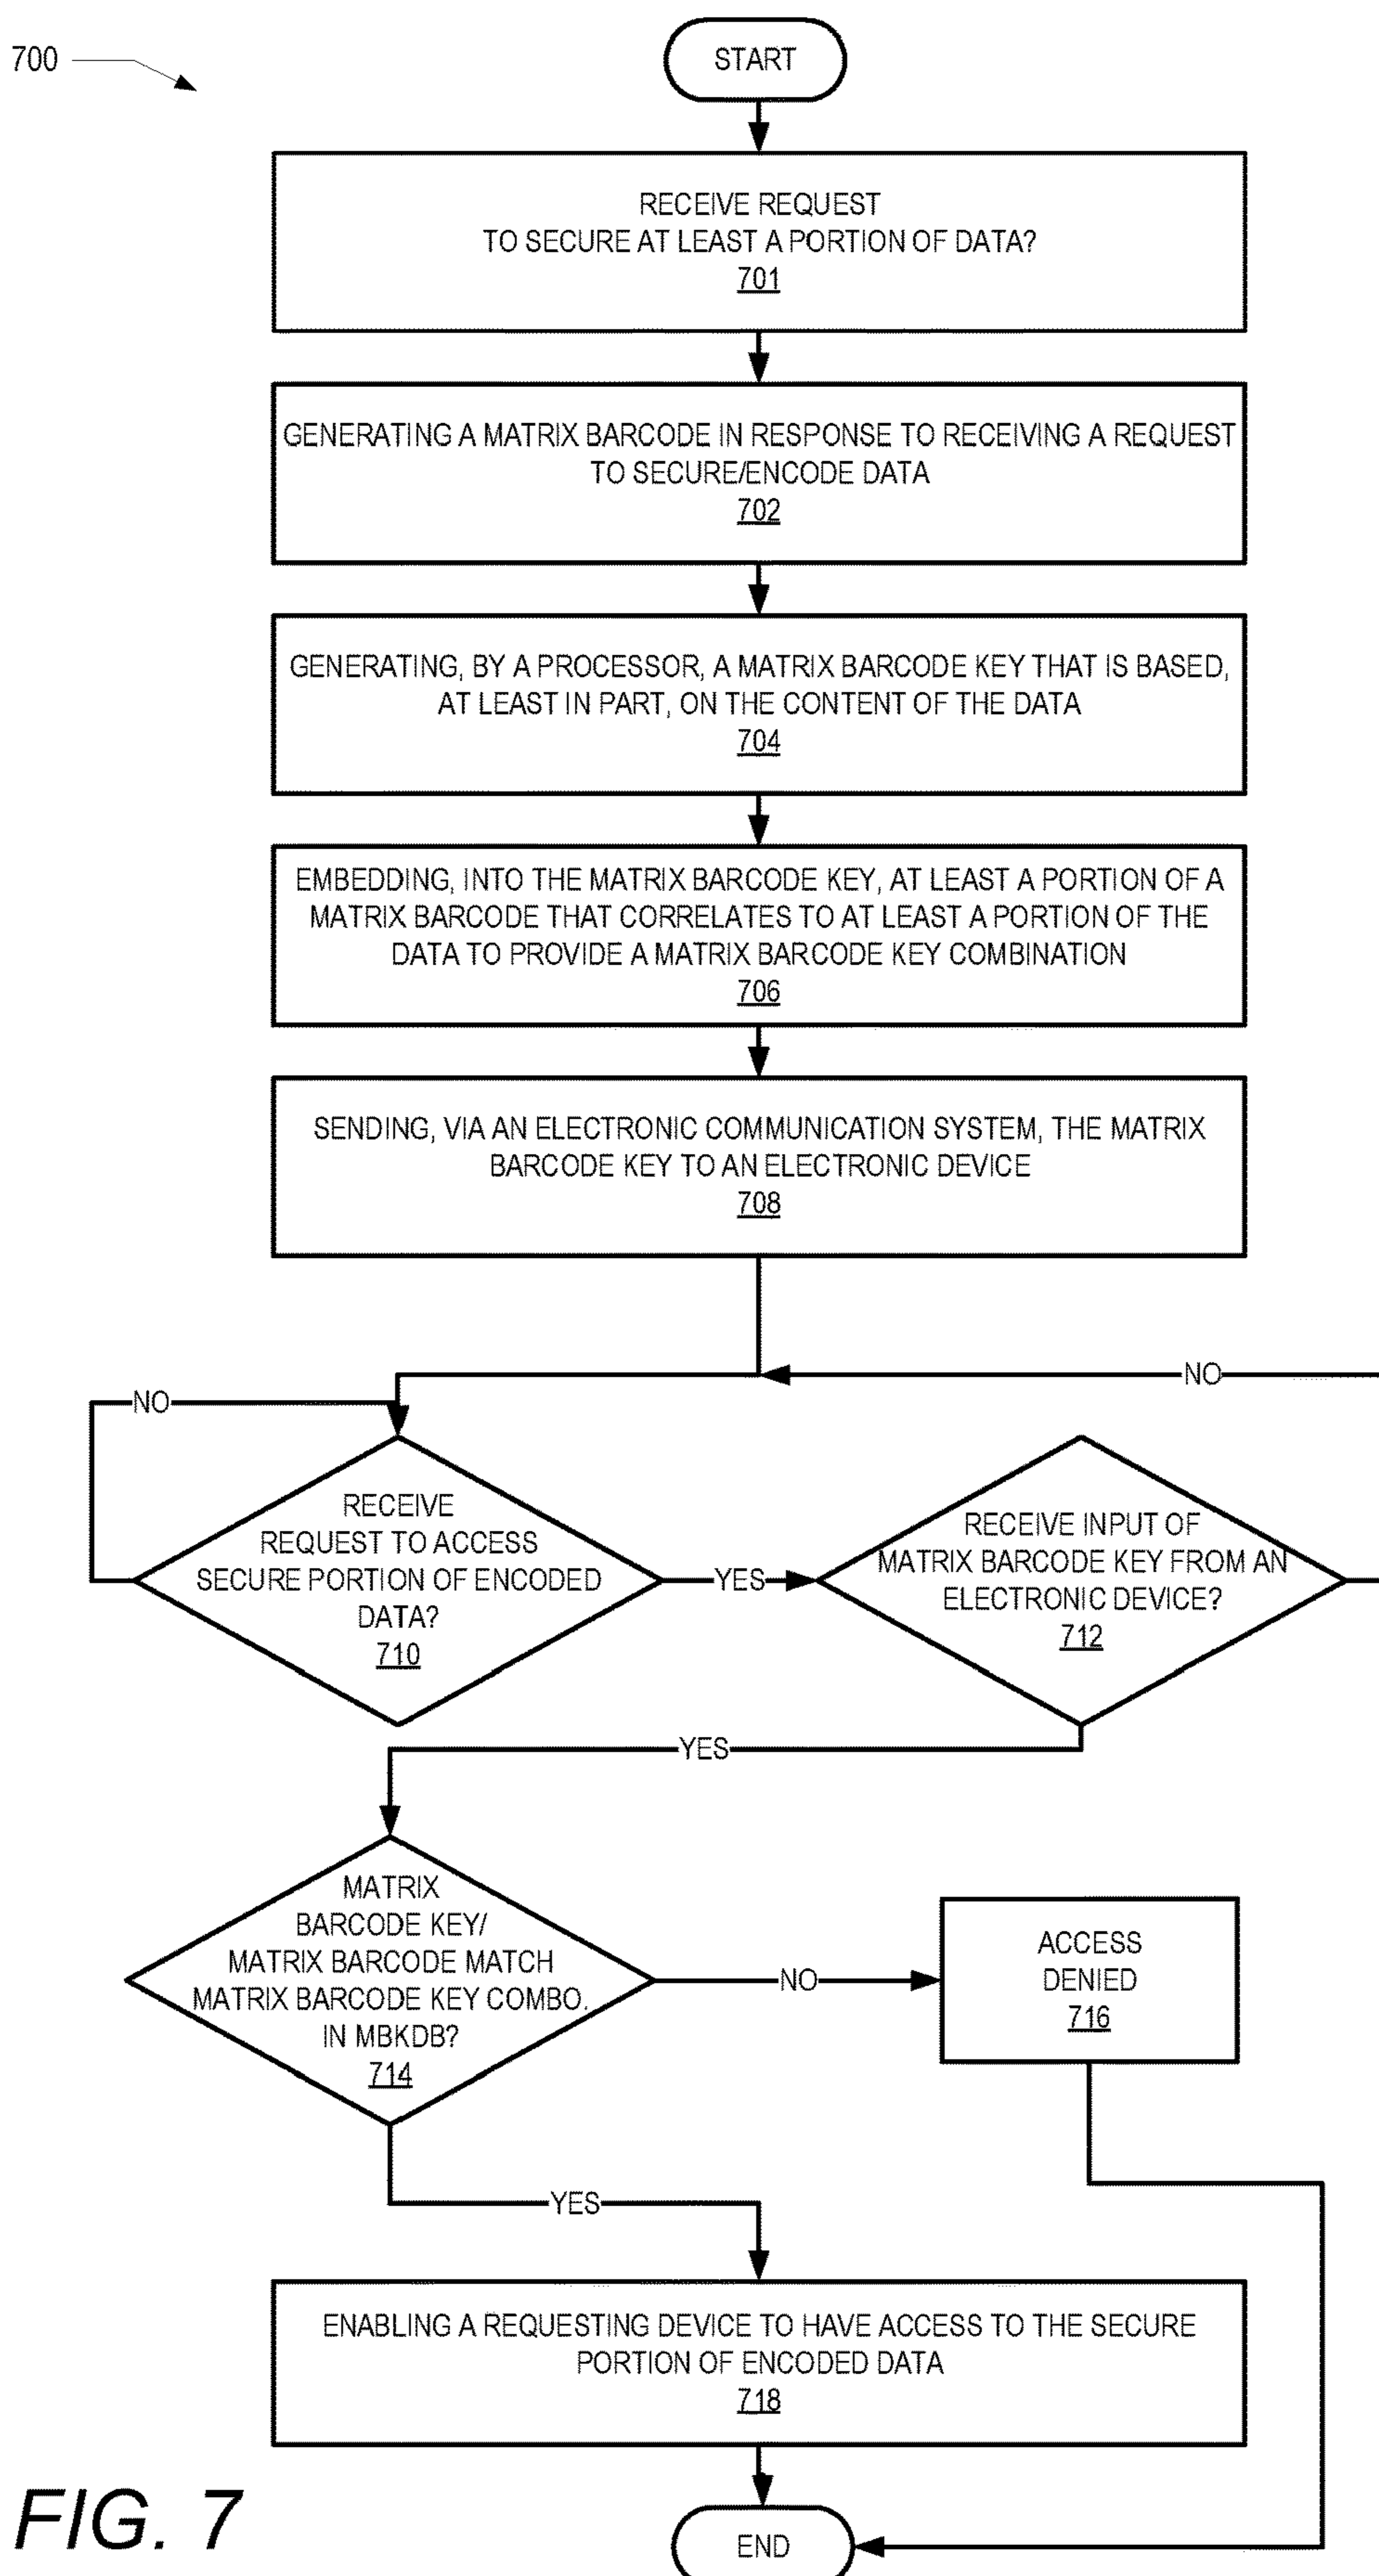 700
START
RECEIVE REQUEST
TO SECURE AT LEAST A PORTION OF DATA?
701
GENERATING A MATRIX BARCODE IN RESPONSE TO RECEIVING A REQUEST
TO SECURE/ENCODE DATA
702
GENERATING, BY A PROCESSOR, A MATRIX BARCODE KEY THAT IS BASED,
AT LEAST IN PART, ON THE CONTENT OF THE DATA
704
EMBEDDING, INTO THE MATRIX BARCODE KEY, AT LEAST A PORTION OF A
MATRIX BARCODE THAT CORRELATES TO AT LEAST A PORTION OF THE
DATA TO PROVIDE A MATRIX BARCODE KEY COMBINATION
706
SENDING, VIA AN ELECTRONIC COMMUNICATION SYSTEM, THE MATRIX
BARCODE KEY TO AN ELECTRONIC DEVICE
708
NO
NO
RECEIVE
REQUEST TO ACCESS
SECURE PORTION OF ENCODED
DATA?
710
YES
RECEIVE INPUT OF
MATRIX BARCODE KEY FROM AN
ELECTRONIC DEVICE?
712
YES
MATRIX
BARCODE KEY/
MATRIX BARCODE MATCH
MATRIX BARCODE KEY COMBO.
IN MBKDB?
714
NO
ACCESS
DENIED
716
YES
ENABLING A REQUESTING DEVICE TO HAVE ACCESS TO THE SECURE
PORTION OF ENCODED DATA
718
END
FIG. 7